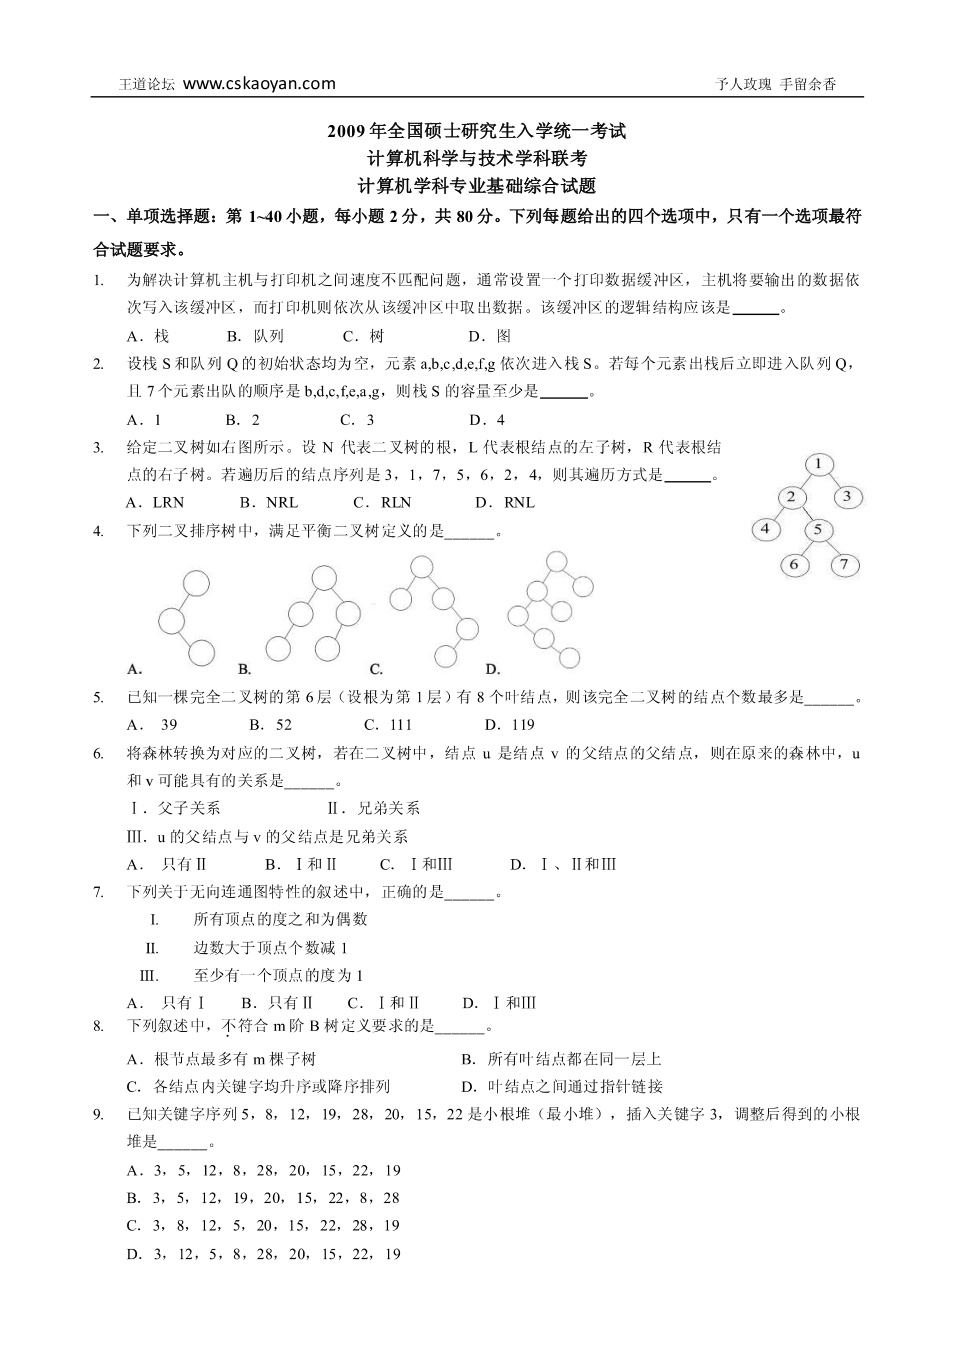 王道论坛 www.cskaoyan.com 予人玫瑰 手留余香
2009 年全国硕士研究生入学统一考试
计算机科学与技术学科联考
计算机学科专业基础综合试题
一、单项选择题：第 1~40 小题，每小题 2 分，共 80 分。下列每题给出的四个选项中，只有一个选项最符
合试题要求。
1. 为解决计算机主机与打印机之间速度不匹配问题，通常设置一个打印数据缓冲区，主机将要输出的数据依
次写入该缓冲区，而打印机则依次从该缓冲区中取出数据。该缓冲区的逻辑结构应该是______。
A．栈 B．队列 C．树 D．图
2. 设栈 S 和队列 Q 的初始状态均为空，元素 a,b,c,d,e,f,g 依次进入栈 S。若每个元素出栈后立即进入队列 Q，
且 7 个元素出队的顺序是 b,d,c,f,e,a,g，则栈 S 的容量至少是______。
A．1 B．2 C．3 D．4
3. 给定二叉树如右图所示。设 N 代表二叉树的根，L 代表根结点的左子树，R 代表根结
点的右子树。若遍历后的结点序列是 3，1，7，5，6，2，4，则其遍历方式是______。
A．LRN B．NRL C．RLN D．RNL
1
2 3
4 5
6 7
4. 下列二叉排序树中，满足平衡二叉树定义的是______。
A. B. C. D.
5. 已知一棵完全二叉树的第 6 层（设根为第 1 层）有 8 个叶结点，则该完全二叉树的结点个数最多是______。
A． 39 B．52 C．111 D．119
6. 将森林转换为对应的二叉树，若在二叉树中，结点 u 是结点 v 的父结点的父结点，则在原来的森林中，u
和 v 可能具有的关系是______。
Ⅰ．父子关系 Ⅱ．兄弟关系
Ⅲ．u 的父结点与 v 的父结点是兄弟关系
A． 只有Ⅱ B．Ⅰ和Ⅱ C．Ⅰ和Ⅲ D．Ⅰ、Ⅱ和Ⅲ
7. 下列关于无向连通图特性的叙述中，正确的是______。
I. 所有顶点的度之和为偶数
II. 边数大于顶点个数减 1
III. 至少有一个顶点的度为 1
A． 只有Ⅰ B．只有Ⅱ C．Ⅰ和Ⅱ D．Ⅰ和Ⅲ
8. 下列叙述中，不符合 m 阶 B 树定义要求的是______。
A．根节点最多有 m 棵子树 B．所有叶结点都在同一层上
C．各结点内关键字均升序或降序排列 D．叶结点之间通过指针链接
9. 已知关键字序列 5，8，12，19，28，20，15，22 是小根堆（最小堆），插入关键字 3，调整后得到的小根
堆是______。
A．3，5，12，8，28，20，15，22，19
B．3，5，12，19，20，15，22，8，28
C．3，8，12，5，20，15，22，28，19
D．3，12，5，8，28，20，15，22，19